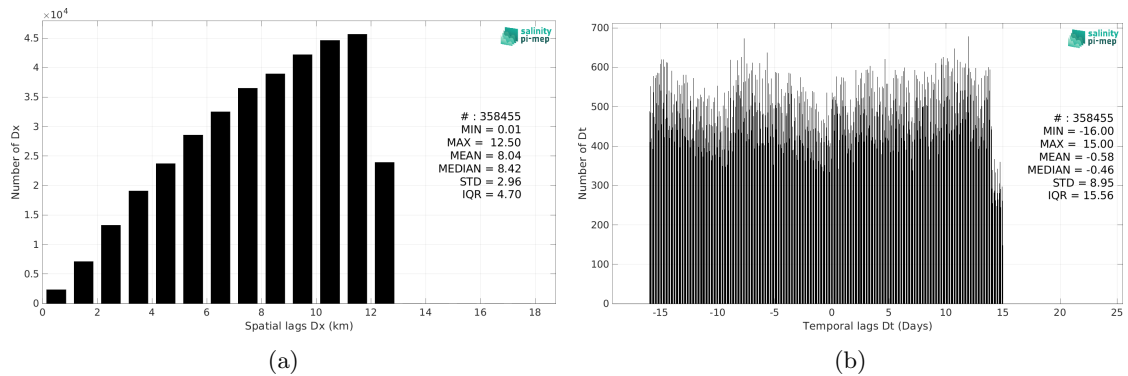 ×10⁴
4.5
4
3.5
3
2.5
2
1.5
1
0.5
0
Number of Dx
0 2 4 6 8 10 12 14 16 18
Spatial lags Dx (km)
salinity
pi-mep
# : 358455
MIN = 0.01
MAX = 12.50
MEAN = 8.04
MEDIAN = 8.42
STD = 2.96
IQR = 4.70
(a)
700
600
500
400
300
200
100
0
Number of Dt
-15 -10 -5 0 5 10 15 20 25
Temporal lags Dt (Days)
salinity
pi-mep
# : 358455
MIN = -16.00
MAX = 15.00
MEAN = -0.58
MEDIAN = -0.46
STD = 8.95
IQR = 15.56
(b)